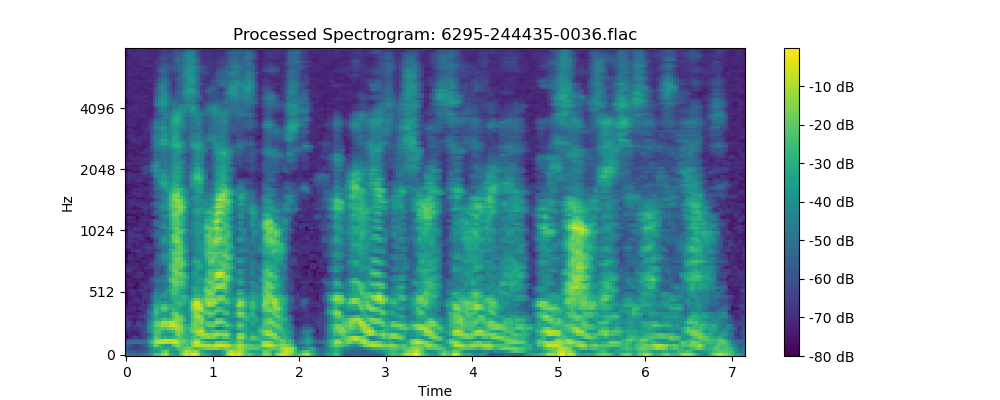 Processed Spectrogram: 6295-244435-0036.flac
Hz
4096
2048
1024
512
0
0 1 2 3 4 5 6 7
Time
-10 dB
-20 dB
-30 dB
-40 dB
-50 dB
-60 dB
-70 dB
-80 dB